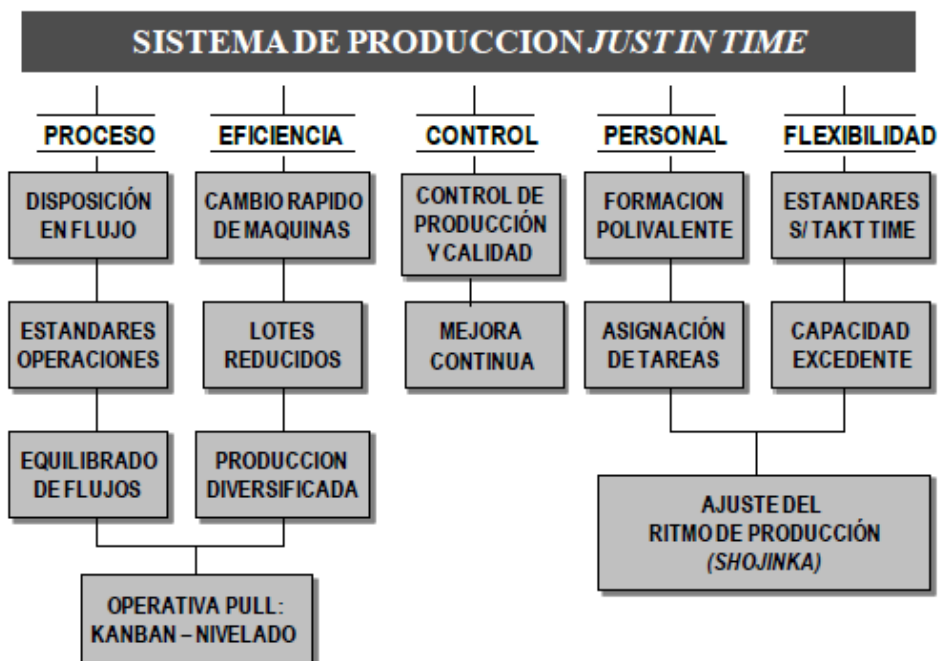 SISTEMA DE PRODUCCION JUST IN TIME
PROCESO
EFICIENCIA
CONTROL
PERSONAL
FLEXIBILIDAD
DISPOSICIÓN
EN FLUJO
CAMBIO RAPIDO
DE MAQUINAS
CONTROL DE
PRODUCCIÓN
Y CALIDAD
FORMACION
POLIVALENTE
ESTANDARES
S/ TAKT TIME
ESTANDARES
OPERACIONES
LOTES
REDUCIDOS
MEJORA
CONTINUA
ASIGNACIÓN
DE TAREAS
CAPACIDAD
EXCEDENTE
EQUILIBRADO
DE FLUJOS
PRODUCCION
DIVERSIFICADA
AJUSTE DEL
RITMO DE PRODUCCIÓN
(SHOJINKA)
OPERATIVA PULL:
KANBAN – NIVELADO